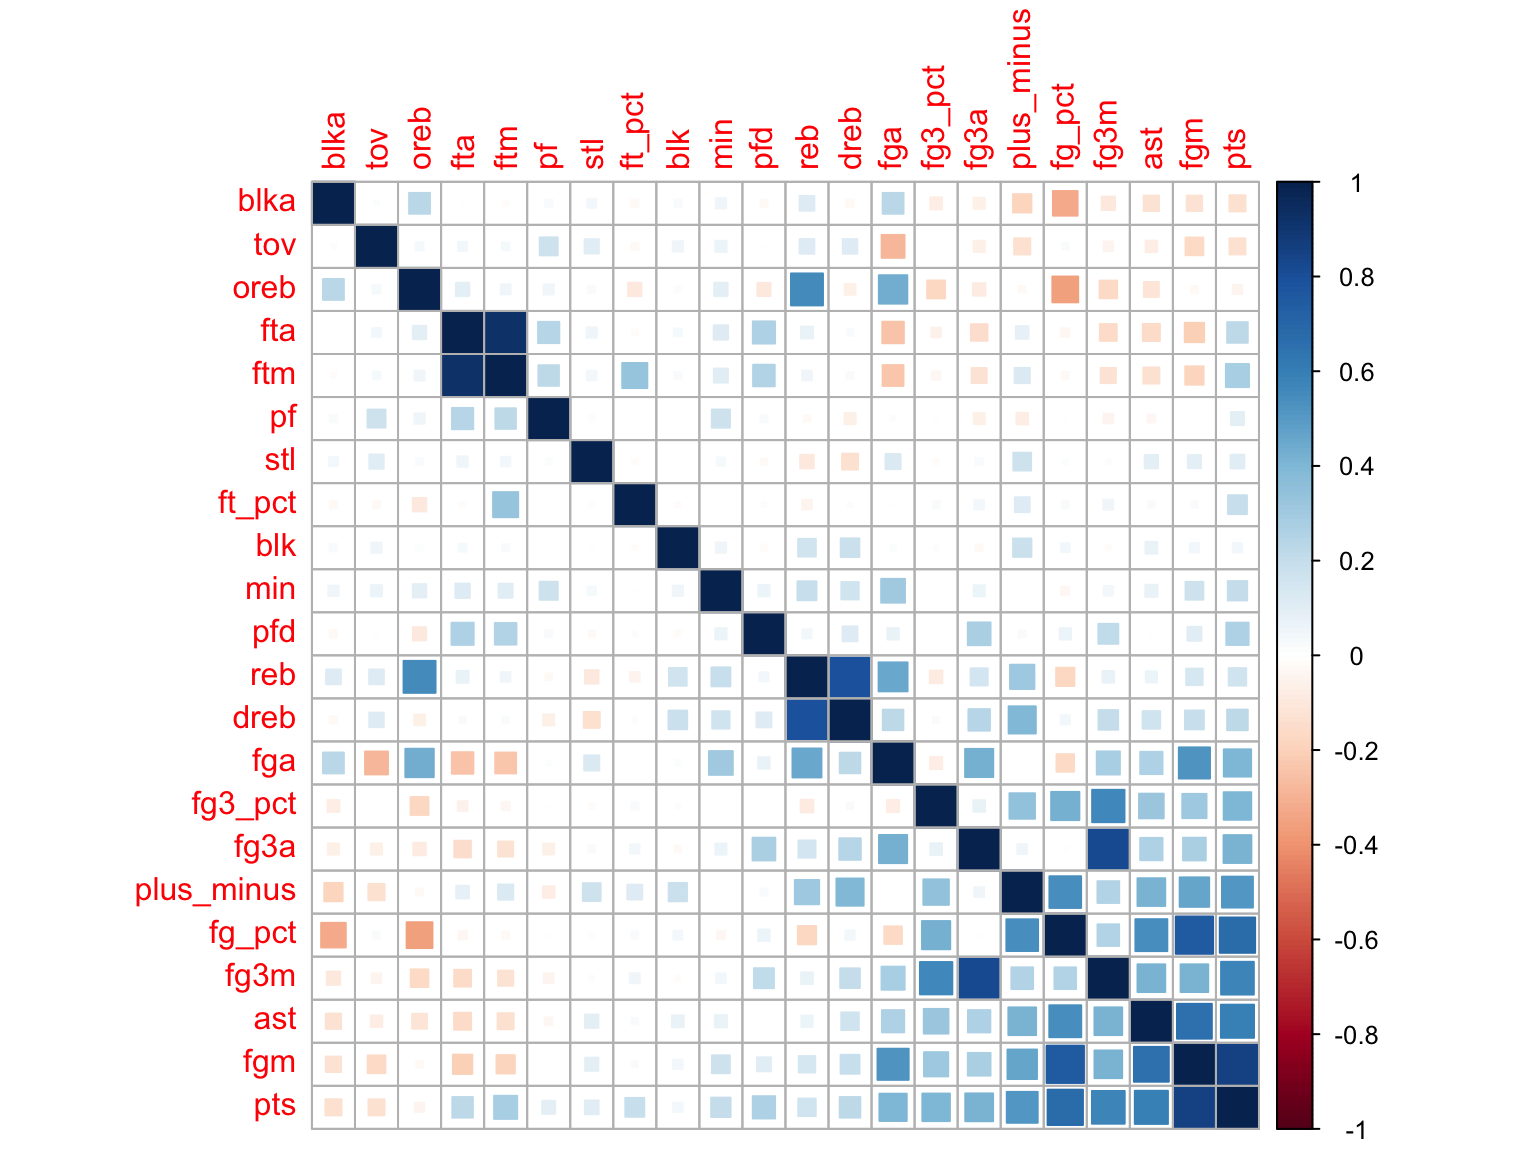 blka tov oreb fta ftm pf stl ft_pct blk min pfd reb dreb fga fg3_pct fg3a plus_minus fg_pct fg3m ast fgm pts
blka 1
tov
0.8
oreb
fta
0.6
ftm
pf
0.4
stl
ft_pct
blk
0.2
min
pfd
0
reb
dreb
-0.2
fga
fg3_pct
-0.4
fg3a
plus_minus
-0.6
fg_pct
fg3m
-0.8
ast
fgm
pts
-1